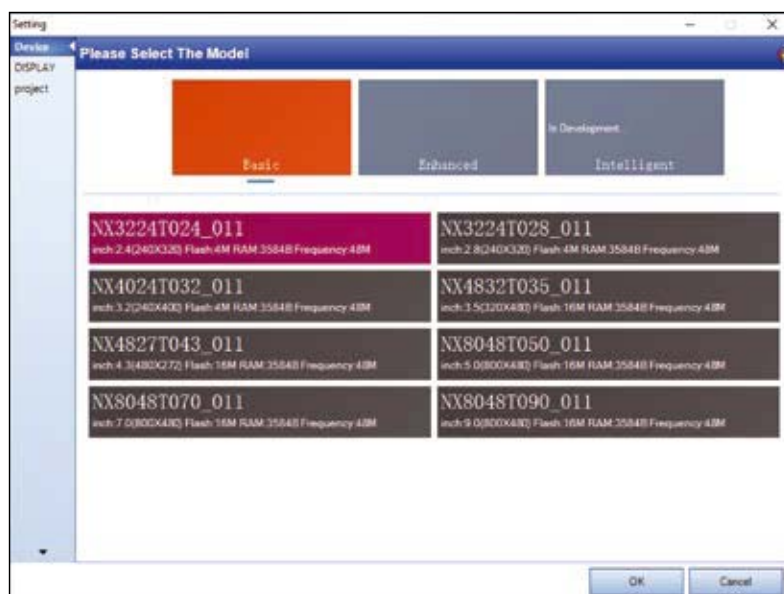 Setting
Device
DISPLAY
project
Please Select The Model
Basic
Enhanced
In Development.
Intelligent
NX3224T024_011
inch:2.4(240X320) Flash:4M RAM:3584B Frequency:48M
NX3224T028_011
inch:2.8(240X320) Flash:4M RAM:3584B Frequency:48M
NX4024T032_011
inch:3.2(240X400) Flash:4M RAM:3584B Frequency:48M
NX4832T035_011
inch:3.5(320X480) Flash:16M RAM:3584B Frequency:48M
NX4827T043_011
inch:4.3(480X272) Flash:16M RAM:3584B Frequency:48M
NX8048T050_011
inch:5.0(800X480) Flash:16M RAM:3584B Frequency:48M
NX8048T070_011
inch:7.0(800X480) Flash:16M RAM:3584B Frequency:48M
NX8048T090_011
inch:9.0(800X480) Flash:16M RAM:3584B Frequency:48M
OK
Cancel